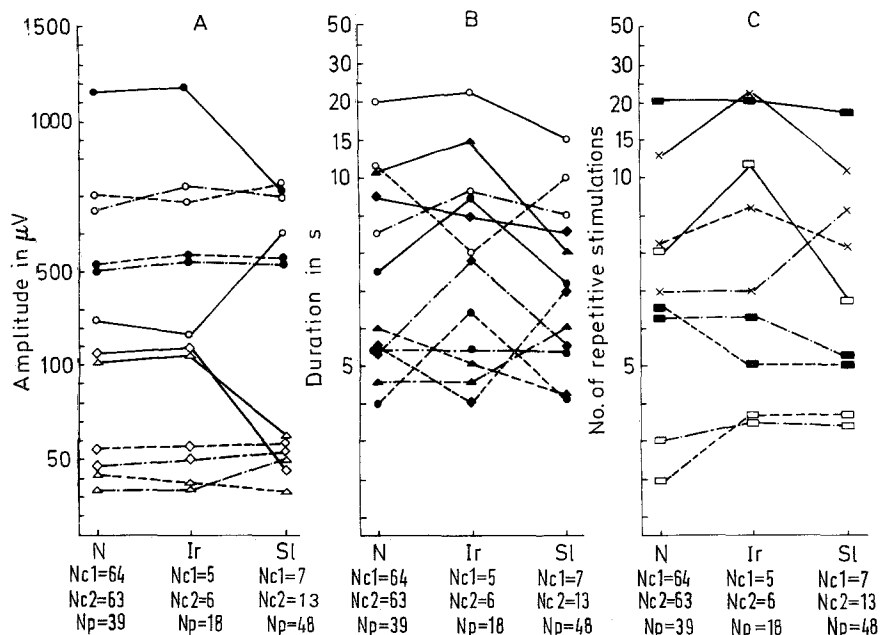 A
B
C
Amplitude in μV
1500
1000
500
100
50
Duration in s
50
20
15
10
5
No. of repetitive stimulations
50
20
15
10
5
N Ir Sl
Nc1=64 Nc1=5 Nc1=7
Nc2=63 Nc2=6 Nc2=13
Np=39 Np=18 Np=48
N Ir Sl
Nc1=64 Nc1=5 Nc1=7
Nc2=63 Nc2=6 Nc2=13
Np=39 Np=18 Np=48
N Ir Sl
Nc1=64 Nc1=5 Nc1=7
Nc2=63 Nc2=6 Nc2=13
Np=39 Np=18 Np=48